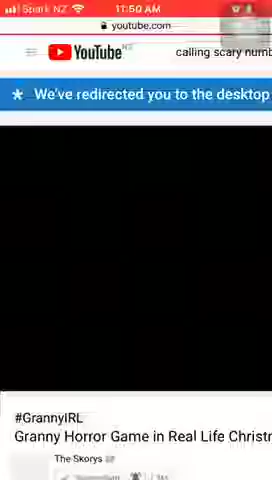 Spark NZ 11:50 AM
youtube.com
YouTube NZ calling scary numb
We've redirected you to the desktop
#GrannyIRL
Granny Horror Game in Real Life Christm
The Skorys